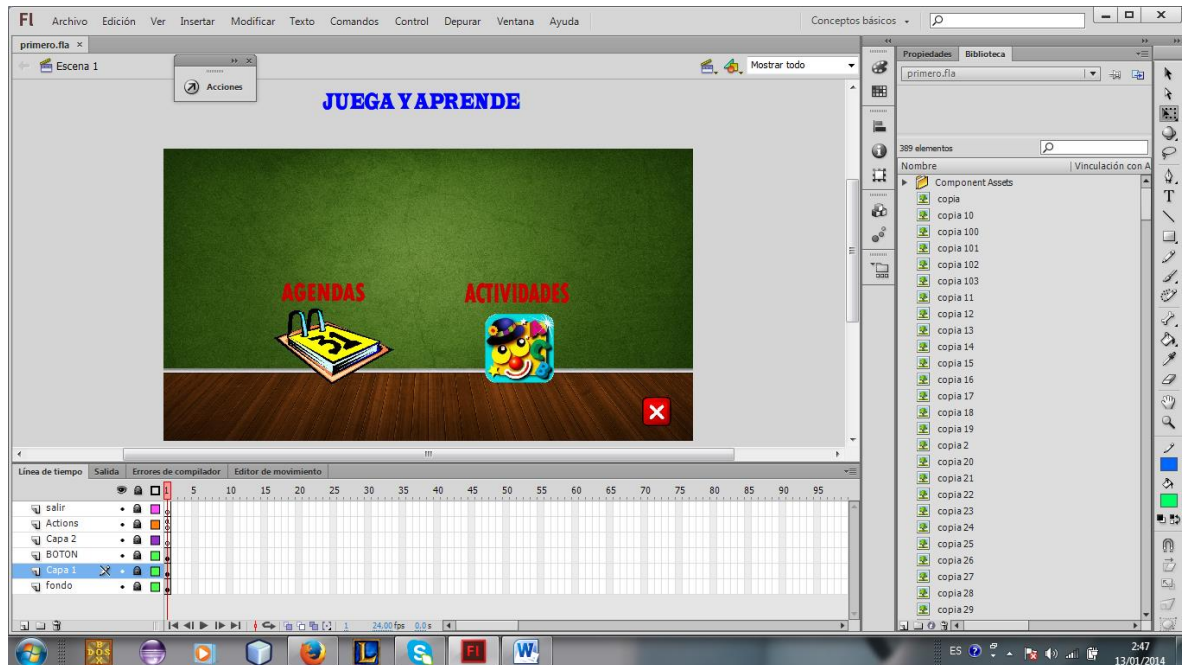 Fl Archivo Edición Ver Insertar Modificar Texto Comandos Control Depurar Ventana Ayuda Conceptos básicos
primero.fla ×
Escena 1
Acciones
Mostrar todo
JUEGA Y APRENDE
AGENDAS ACTIVIDADES
31
Línea de tiempo Salida Errores de compilador Editor de movimiento
1 5 10 15 20 25 30 35 40 45 50 55 60 65 70 75 80 85 90 95
salir
Actions
Capa 2
BOTON
Capa 1
fondo
1 24.00 fps 0.0 s
Propiedades Biblioteca
primero.fla
389 elementos
Nombre Vinculación con A
Component Assets
copia
copia 10
copia 100
copia 101
copia 102
copia 103
copia 11
copia 12
copia 13
copia 14
copia 15
copia 16
copia 17
copia 18
copia 19
copia 2
copia 20
copia 21
copia 22
copia 23
copia 24
copia 25
copia 26
copia 27
copia 28
copia 29
T
DOS BOX
L
S
Fl
W
ES
2:47
13/01/2014